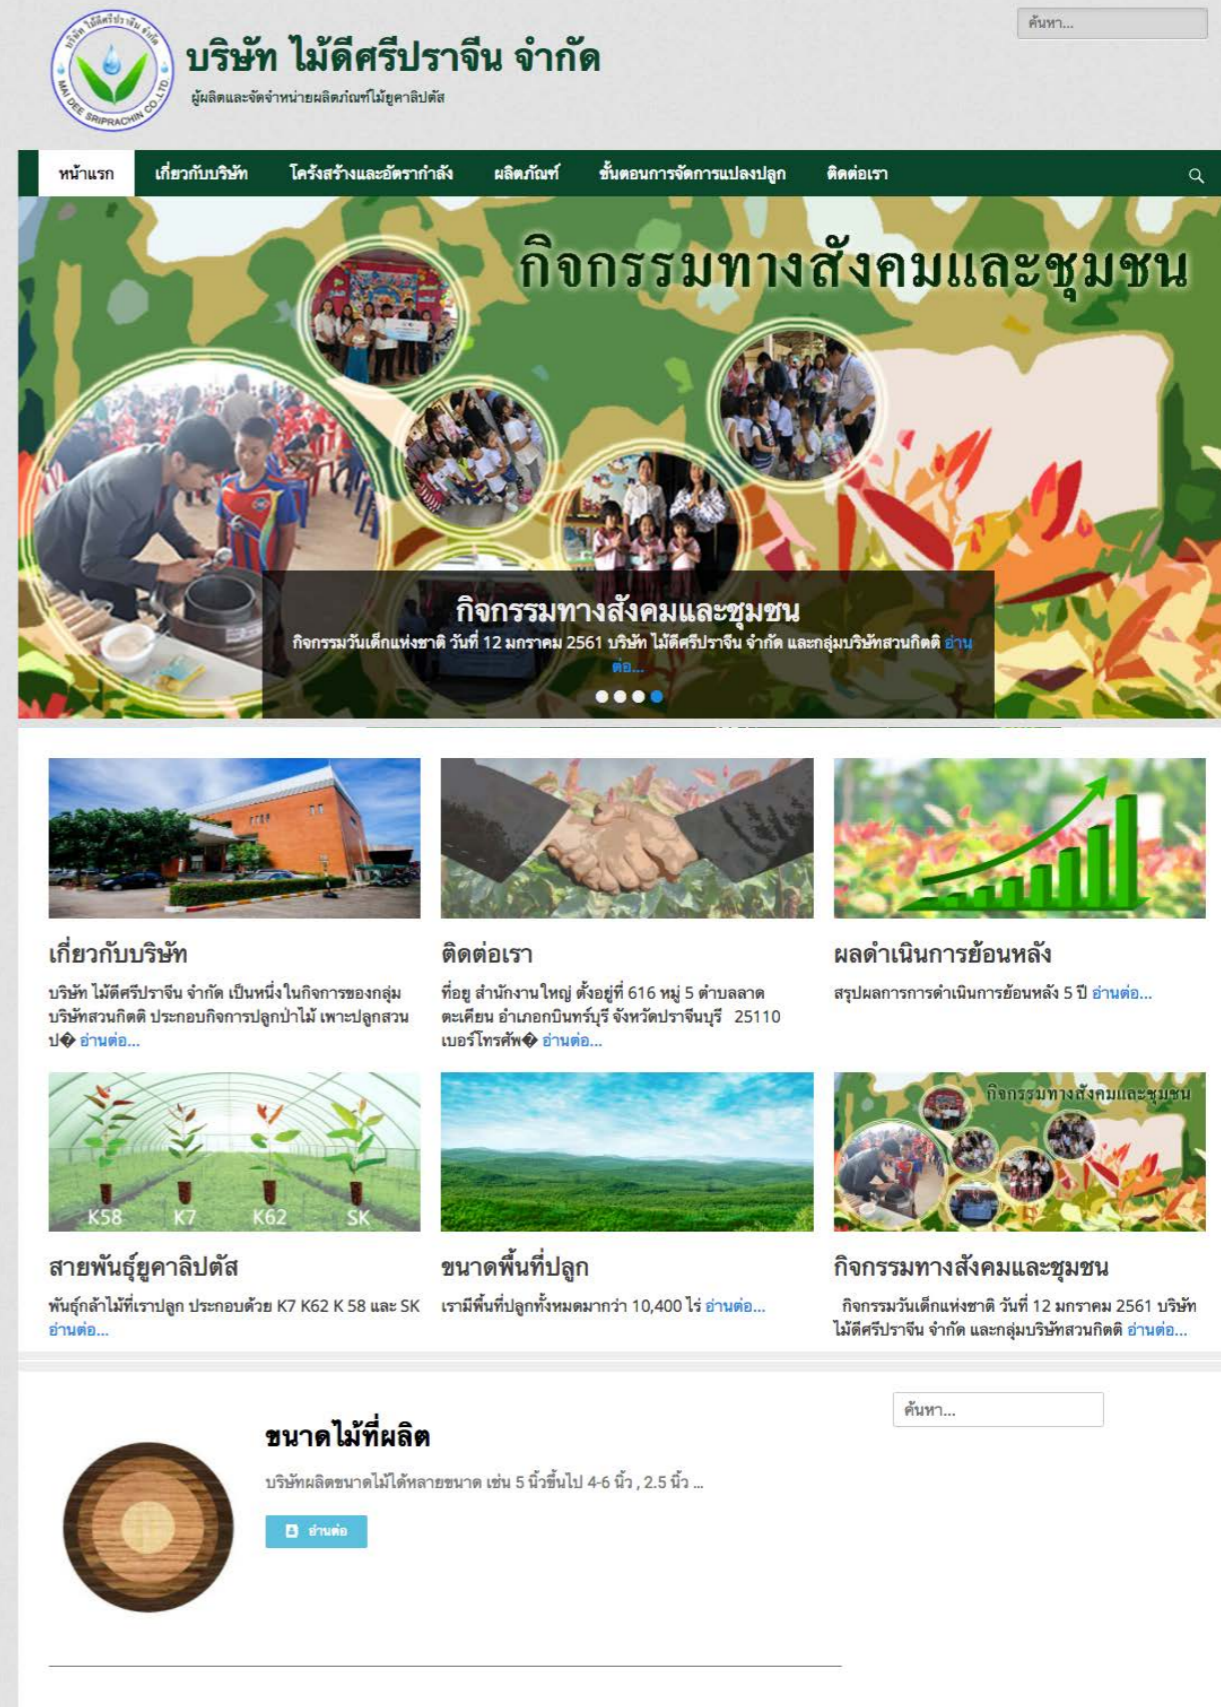 บริษัท ไม้ดีศรีปราจีน จำกัด
MAI DEE SRIPRACHIN CO.,LTD.
บริษัท ไม้ดีศรีปราจีน จำกัด
ผู้ผลิตและจัดจำหน่ายผลิตภ่ณฑ์ไม้ยูคาลิปตัส
ค้นหา...
หน้าแรก เกี่ยวกับบริษัท โครั้งสร้างและอัตรากำลัง ผลิตภัณฑ์ ขั้นตอนการจัดการแปลงปลูก ติดต่อเรา
กิจกรรมทางสังคมและชุมชน
กิจกรรมทางสังคมและชุมชน
กิจกรรมวันเด็กแห่งชาติ วันที่ 12 มกราคม 2561 บริษัท ไม้ดีศรีปราจีน จำกัด และกลุ่มบริษัทสวนกิตติ อ่าน
ต่อ...
เกี่ยวกับบริษัท
บริษัท ไม้ดีศรีปราจีน จำกัด เป็นหนึ่งในกิจการของกลุ่ม
บริษัทสวนกิตติ ประกอบกิจการปลูกป่าไม้ เพาะปลูกสวน
ป� อ่านต่อ...
ติดต่อเรา
ที่อยู่ สำนักงานใหญ่ ตั้งอยู่ที่ 616 หมู่ 5 ตำบลลาด
ตะเคียน อำเภอกบินทร์บุรี จังหวัดปราจีนบุรี 25110
เบอร์โทรศัพ� อ่านต่อ...
ผลดำเนินการย้อนหลัง
สรุปผลการการดำเนินการย้อนหลัง 5 ปี อ่านต่อ...
K58 K7 K62 SK
สายพันธุ์ยูคาลิปตัส
พันธุ์กล้าไม้ที่เราปลูก ประกอบด้วย K7 K62 K 58 และ SK
อ่านต่อ...
ขนาดพื้นที่ปลูก
เรามีพื้นที่ปลูกทั้งหมดมากว่า 10,400 ไร่ อ่านต่อ...
กิจกรรมทางสังคมและชุมชน
กิจกรรมทางสังคมและชุมชน
กิจกรรมวันเด็กแห่งชาติ วันที่ 12 มกราคม 2561 บริษัท
ไม้ดีศรีปราจีน จำกัด และกลุ่มบริษัทสวนกิตติ อ่านต่อ...
ขนาดไม้ที่ผลิต
บริษัทผลิตขนาดไม้ได้หลายขนาด เช่น 5 นิ้วขึ้นไป 4-6 นิ้ว , 2.5 นิ้ว ...
อ่านต่อ
ค้นหา...